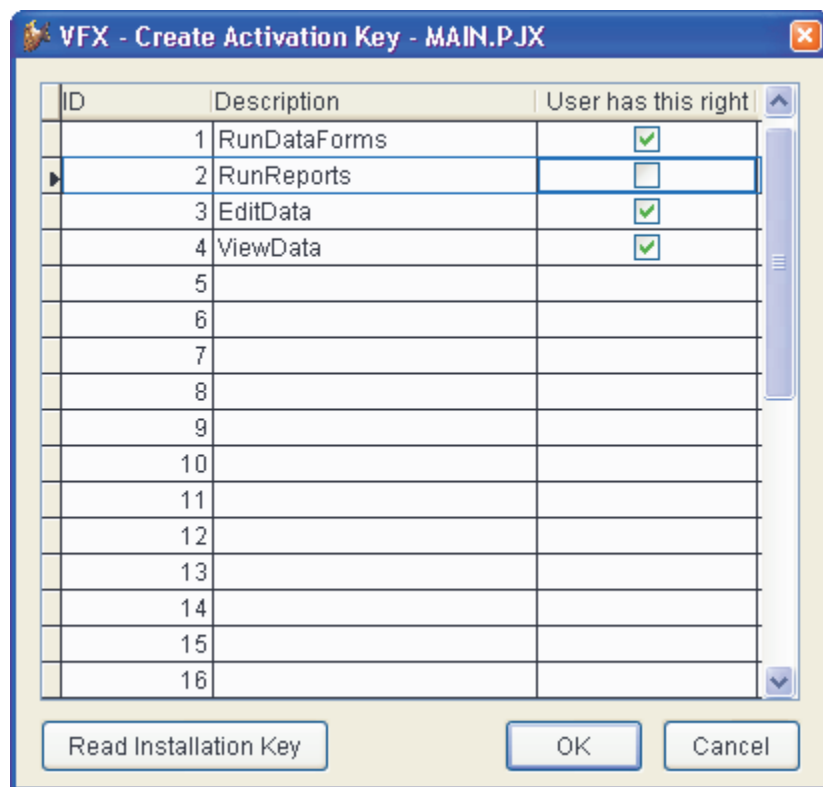 VFX - Create Activation Key - MAIN.PJX
ID Description User has this right
1 RunDataForms
2 RunReports
3 EditData
4 ViewData
5
6
7
8
9
10
11
12
13
14
15
16
Read Installation Key OK Cancel